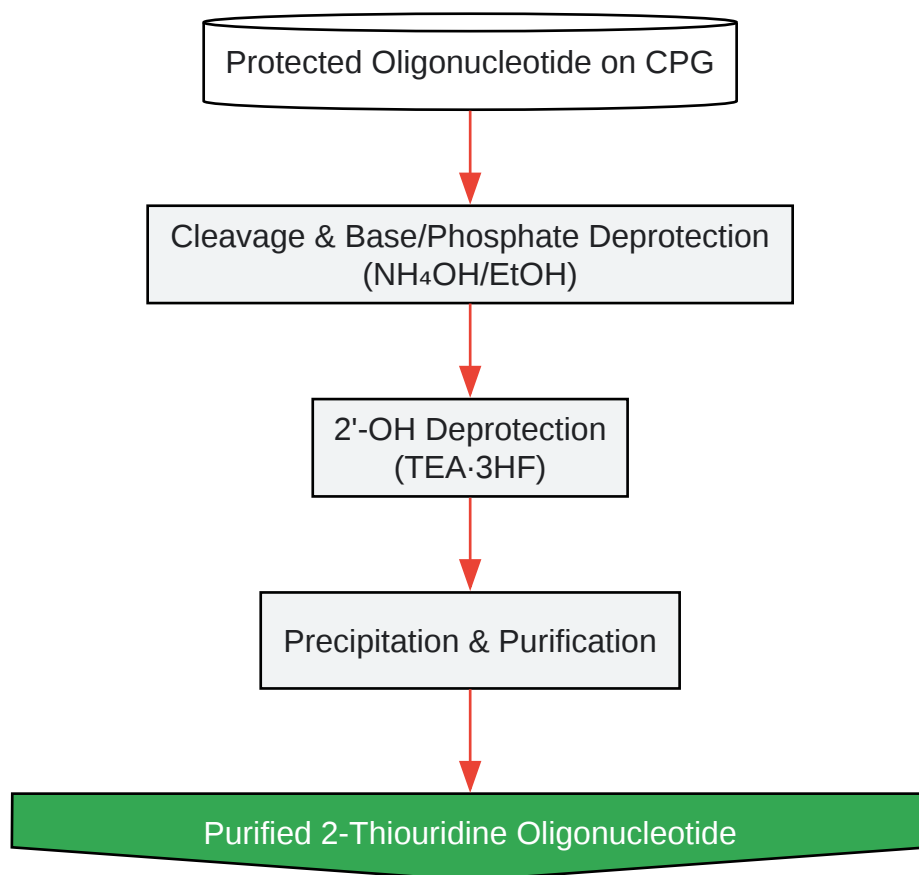 Protected Oligonucleotide on CPG
Cleavage & Base/Phosphate Deprotection
(NH₄OH/EtOH)
2'-OH Deprotection
(TEA·3HF)
Precipitation & Purification
Purified 2-Thiouridine Oligonucleotide